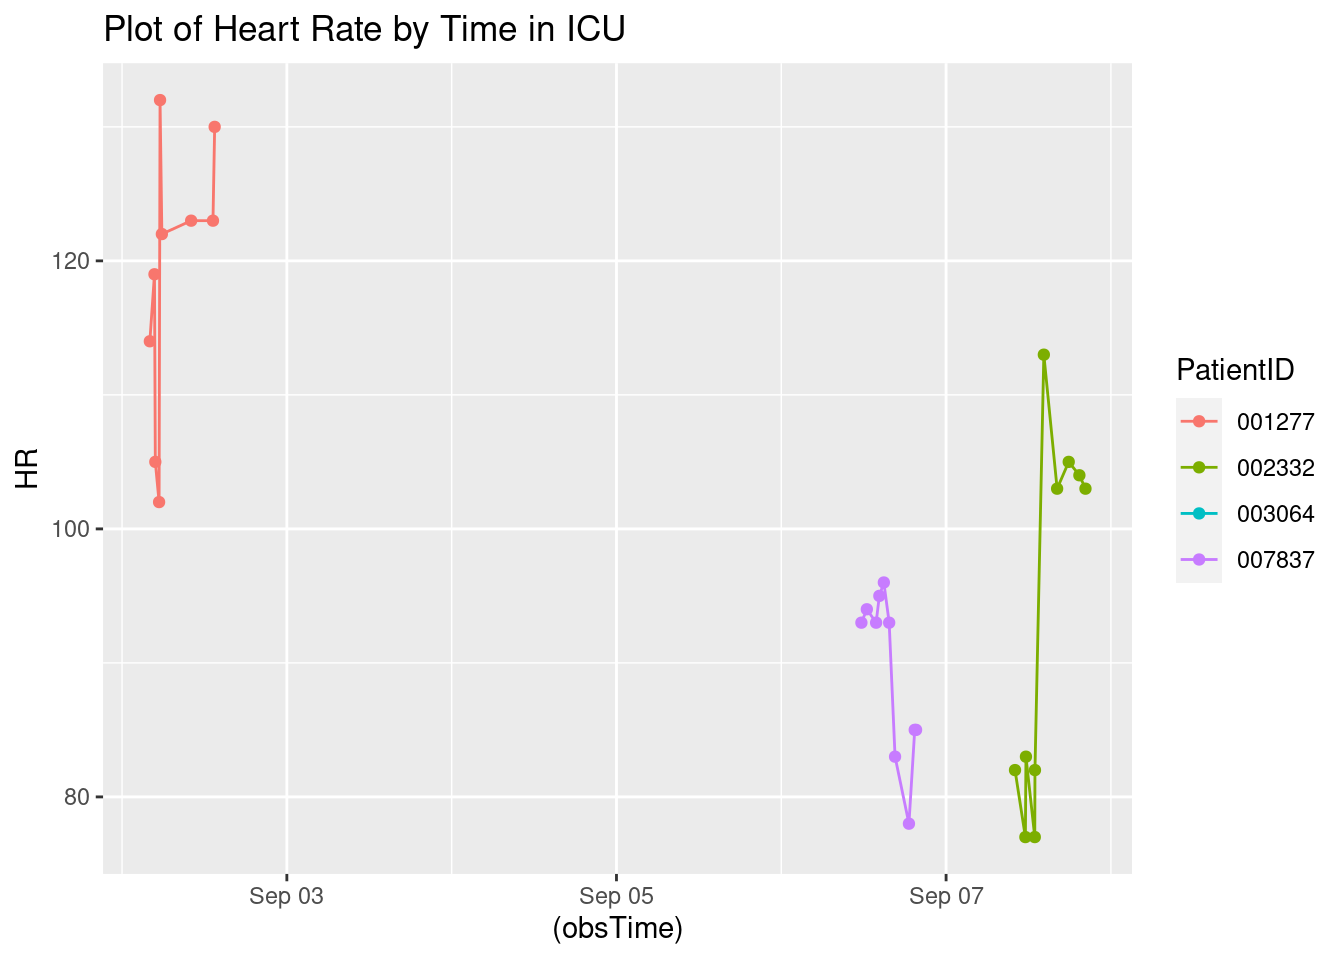 Plot of Heart Rate by Time in ICU
HR
120
100
80
Sep 03
Sep 05
Sep 07
(obsTime)
PatientID
001277
002332
003064
007837